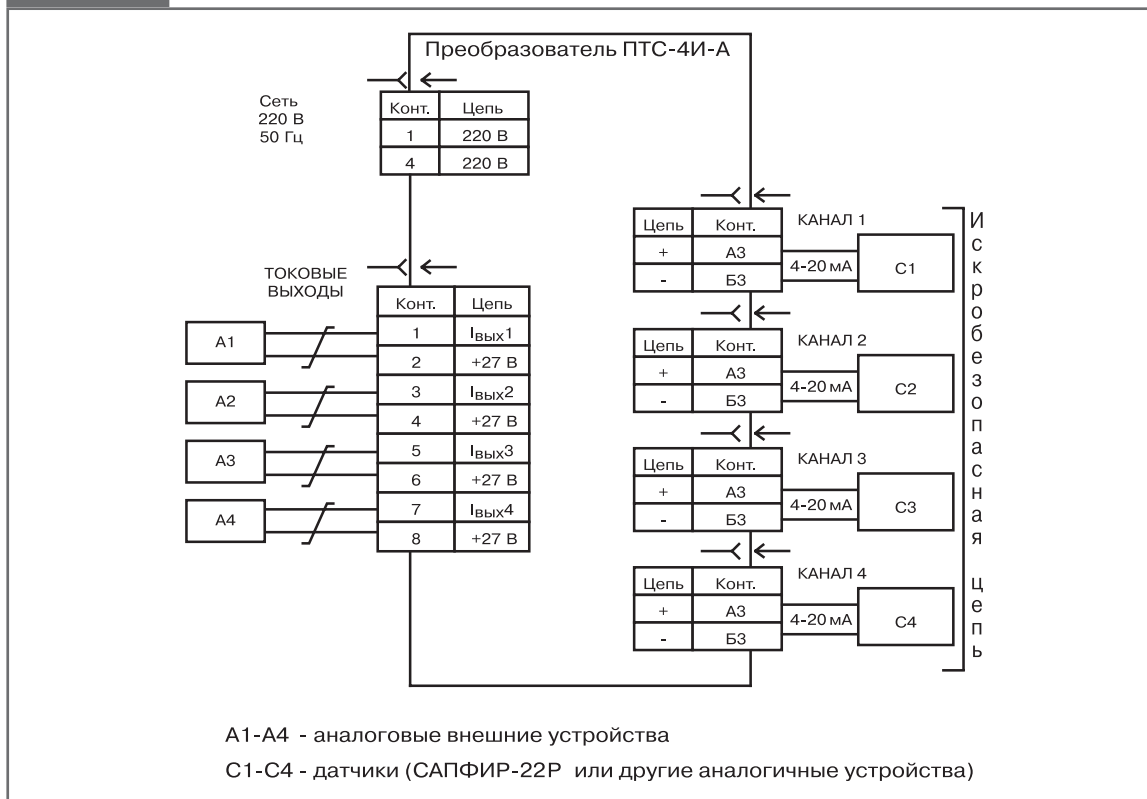 Преобразователь ПТС-4И-А
Сеть
220 В
50 Гц
Конт. Цепь
1 220 В
4 220 В
ТОКОВЫЕ
ВЫХОДЫ
Конт. Цепь
1 Iвых1
2 +27 В
3 Iвых2
4 +27 В
5 Iвых3
6 +27 В
7 Iвых4
8 +27 В
А1
А2
А3
А4
Цепь Конт.
+ А3
- Б3
КАНАЛ 1
4-20 мА
С1
Цепь Конт.
+ А3
- Б3
КАНАЛ 2
4-20 мА
С2
Цепь Конт.
+ А3
- Б3
КАНАЛ 3
4-20 мА
С3
Цепь Конт.
+ А3
- Б3
КАНАЛ 4
4-20 мА
С4
Искробезопасная цепь
А1-А4 - аналоговые внешние устройства
С1-С4 - датчики (САПФИР-22Р или другие аналогичные устройства)